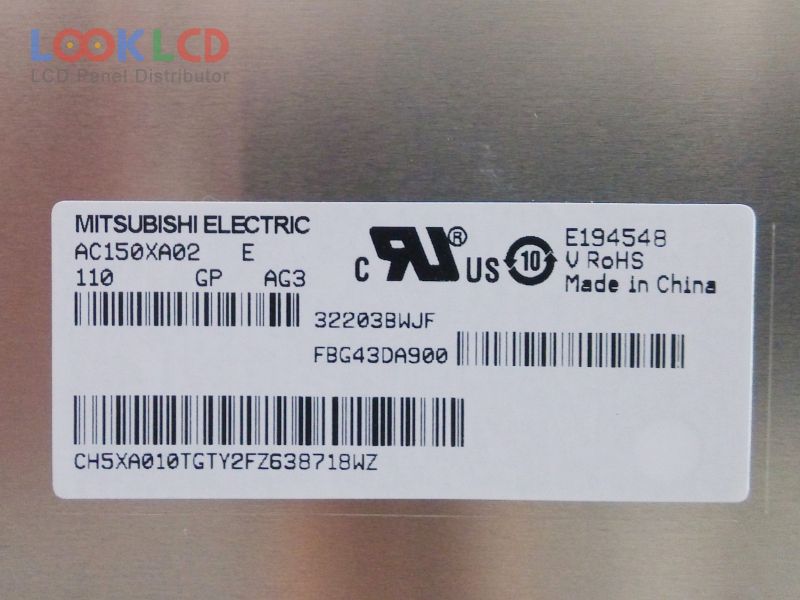 LOOKLCD
LCD Panel Distributor
MITSUBISHI ELECTRIC
AC150XA02 E
110 GP AG3
c RU ® US 10
E194548
V RoHS
Made in China
32203BWJF
FBG43DA900
CH5XA010TGTY2FZ638718WZ